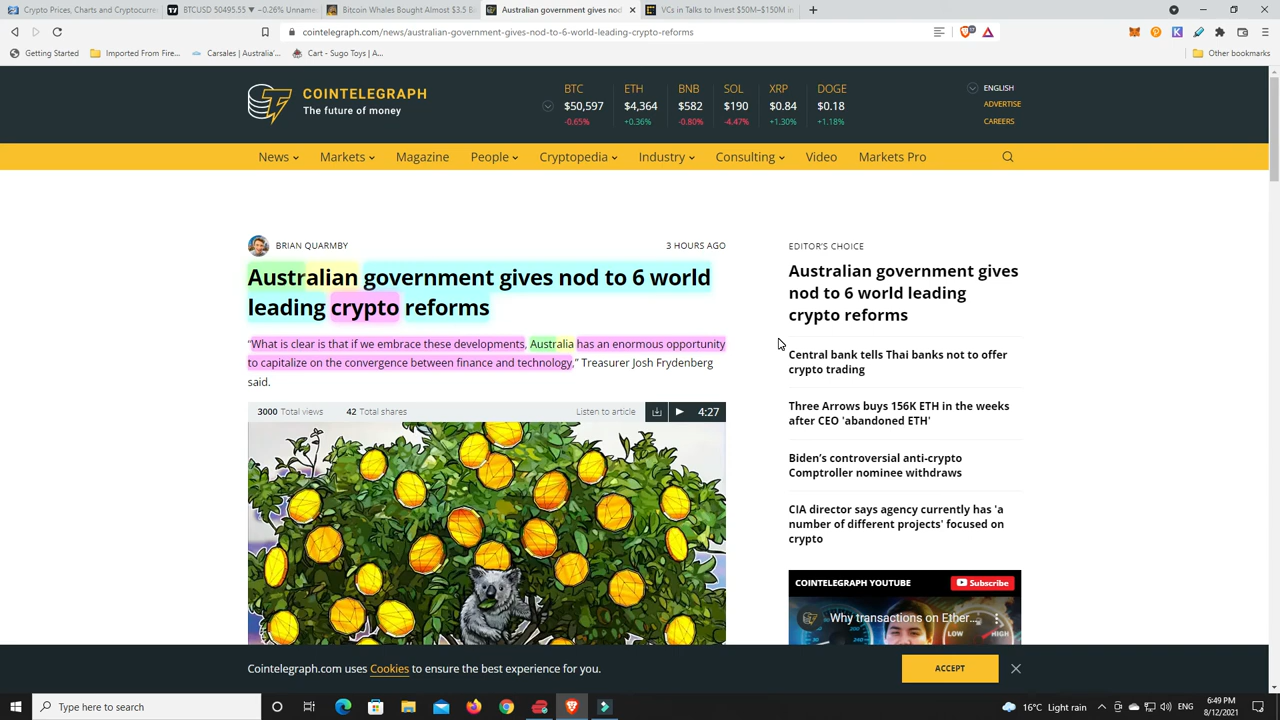 Crypto Prices, Charts and Cryptocurr
BTCUSD 50495.55 ▼ −0.26% Unname
Bitcoin Whales Bought Almost $3.5 B
Australian government gives nod
VCs in Talks to Invest $50M–$150M in
cointelegraph.com/news/australian-government-gives-nod-to-6-world-leading-crypto-reforms
Getting Started
Imported From Fire...
Carsales | Australia'...
Cart - Sugo Toys | A...
Other bookmarks
COINTELEGRAPH
The future of money
BTC ETH BNB SOL XRP DOGE
$50,597 $4,364 $582 $190 $0.84 $0.18
-0.65% +0.36% -0.80% -4.47% +1.30% +1.18%
ENGLISH
ADVERTISE
CAREERS
News Markets Magazine People Cryptopedia Industry Consulting Video Markets Pro
BRIAN QUARMBY 3 HOURS AGO
Australian government gives nod to 6 world
leading crypto reforms
“What is clear is that if we embrace these developments, Australia has an enormous opportunity
to capitalize on the convergence between finance and technology,” Treasurer Josh Frydenberg
said.
3000 Total views 42 Total shares Listen to article 4:27
EDITOR'S CHOICE
Australian government gives
nod to 6 world leading
crypto reforms
Central bank tells Thai banks not to offer
crypto trading
Three Arrows buys 156K ETH in the weeks
after CEO 'abandoned ETH'
Biden’s controversial anti-crypto
Comptroller nominee withdraws
CIA director says agency currently has 'a
number of different projects' focused on
crypto
COINTELEGRAPH YOUTUBE Subscribe
Why transactions on Ether...
LOW HIGH
Cointelegraph.com uses Cookies to ensure the best experience for you.
ACCEPT
Type here to search
16°C Light rain
6:49 PM
8/12/2021